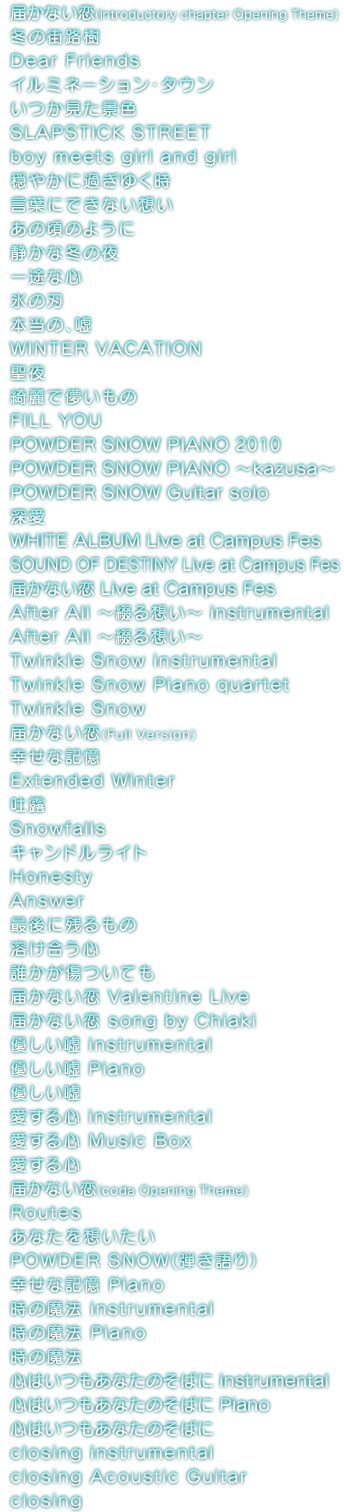 届かない恋(introductory chapter Opening Theme)
冬の街路樹
Dear Friends
イルミネーション・タウン
いつか見た景色
SLAPSTICK STREET
boy meets girl and girl
穏やかに過ぎゆく時
言葉にできない想い
あの頃のように
静かな冬の夜
一途な心
氷の刃
本当の、嘘
WINTER VACATION
聖夜
綺麗で儚いもの
FILL YOU
POWDER SNOW PIANO 2010
POWDER SNOW PIANO ～kazusa～
POWDER SNOW Guitar solo
深愛
WHITE ALBUM Live at Campus Fes
SOUND OF DESTINY Live at Campus Fes
届かない恋 Live at Campus Fes
After All ～綴る想い～ instrumental
After All ～綴る想い～
Twinkle Snow instrumental
Twinkle Snow Piano quartet
Twinkle Snow
届かない恋(Full Version)
幸せな記憶
Extended Winter
吐露
Snowfalls
キャンドルライト
Honesty
Answer
最後に残るもの
溶け合う心
誰かが傷ついても
届かない恋 Valentine Live
届かない恋 song by Chiaki
優しい嘘 instrumental
優しい嘘 Piano
優しい嘘
愛する心 instrumental
愛する心 Music Box
愛する心
届かない恋(coda Opening Theme)
Routes
あなたを想いたい
POWDER SNOW(弾き語り)
幸せな記憶 Piano
時の魔法 instrumental
時の魔法 Piano
時の魔法
心はいつもあなたのそばに instrumental
心はいつもあなたのそばに Piano
心はいつもあなたのそばに
closing instrumental
closing Acoustic Guitar
closing